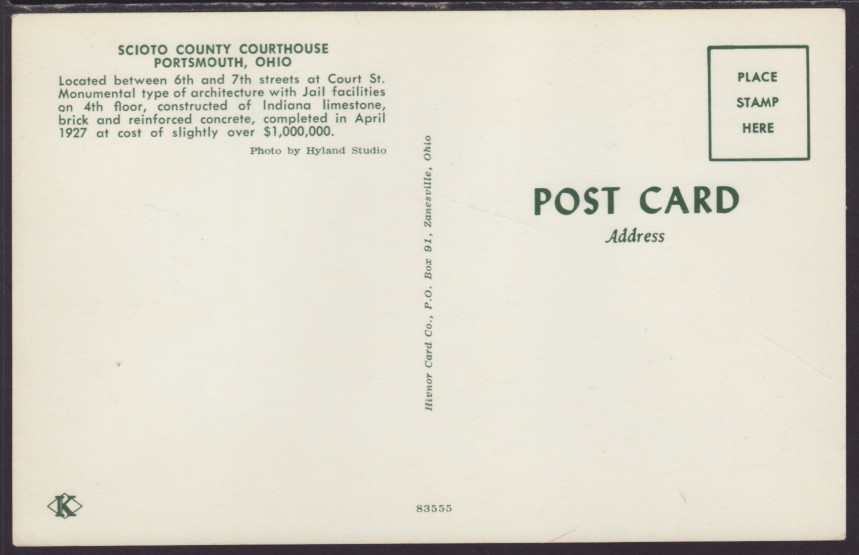 SCIOTO COUNTY COURTHOUSE
PORTSMOUTH, OHIO
Located between 6th and 7th streets at Court St.
Monumental type of architecture with Jail facilities
on 4th floor, constructed of Indiana limestone,
brick and reinforced concrete, completed in April
1927 at cost of slightly over $1,000,000.
Photo by Hyland Studio
Hivnor Card Co., P.O. Box 91, Zanesville, Ohio
PLACE
STAMP
HERE
POST CARD
Address
K
83555